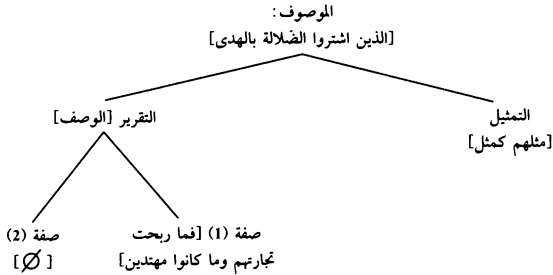 الموصوف:
[الذين اشتروا الضلالة بالهدى]
التقرير [الوصف]
التمثيل
[مثلهم كمثل]
صفة (1) [فما ربحت
تجارتهم وما كانوا مهتدين]
صفة (2)
[∅]